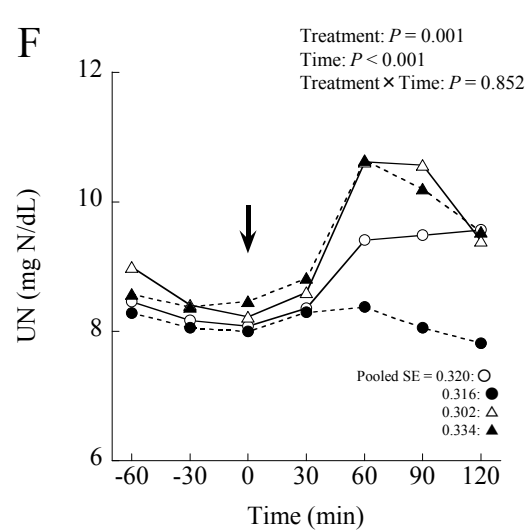 F
Treatment: P = 0.001
Time: P < 0.001
Treatment × Time: P = 0.852
12
10
8
6
UN (mg N/dL)
Pooled SE = 0.320: ○
0.316: ●
0.302: △
0.334: ▲
-60 -30 0 30 60 90 120
Time (min)